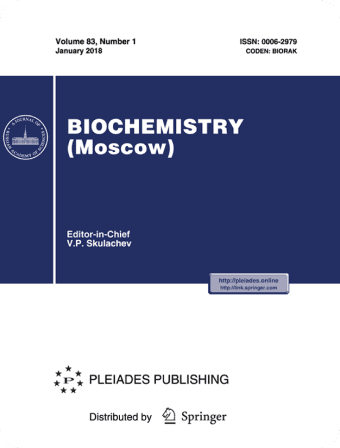 Volume 83, Number 1
January 2018
ISSN: 0006-2979
CODEN: BIORAK
BIOCHEMISTRY
(Moscow)
Editor-in-Chief
V.P. Skulachev
http://pleiades.online
http://link.springer.com
P
PLEIADES PUBLISHING
Distributed by Springer